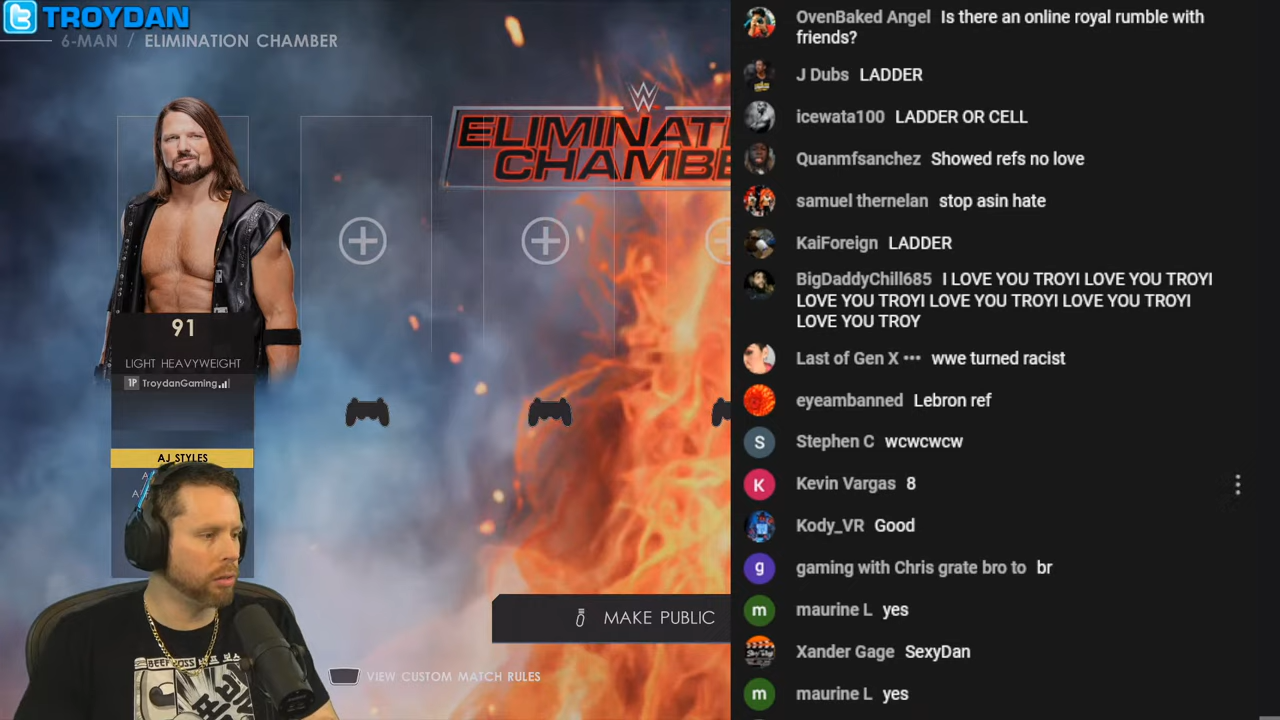 TROYDAN
6-MAN / ELIMINATION CHAMBER
ELIMINAT
CHAMB
91
LIGHT HEAVYWEIGHT
1P TroydanGaming
AJ STYLES
MAKE PUBLIC
VIEW CUSTOM MATCH RULES
OvenBaked Angel Is there an online royal rumble with
friends?
J Dubs LADDER
icewata100 LADDER OR CELL
Quanmfsanchez Showed refs no love
samuel thernelan stop asin hate
KaiForeign LADDER
BigDaddyChill685 I LOVE YOU TROYI LOVE YOU TROYI
LOVE YOU TROYI LOVE YOU TROYI LOVE YOU TROYI
LOVE YOU TROY
Last of Gen X ••• wwe turned racist
eyeambanned Lebron ref
S Stephen C wcwcwcw
K Kevin Vargas 8
Kody_VR Good
g gaming with Chris grate bro to br
m maurine L yes
Xander Gage SexyDan
m maurine L yes